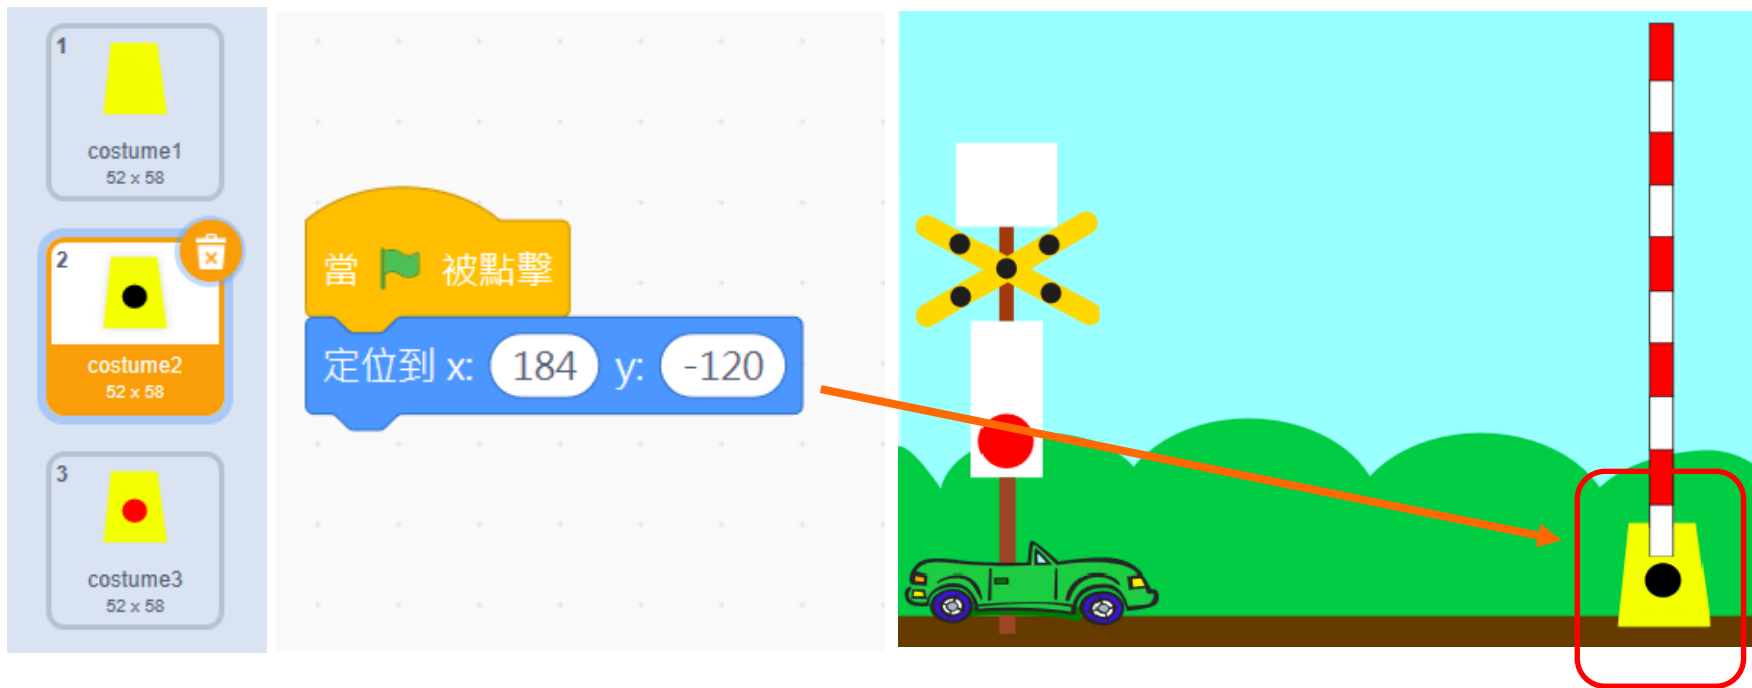 1
costume1
52 x 58
2
costume2
52 x 58
3
costume3
52 x 58
當 被點擊
定位到 x: 184 y: -120